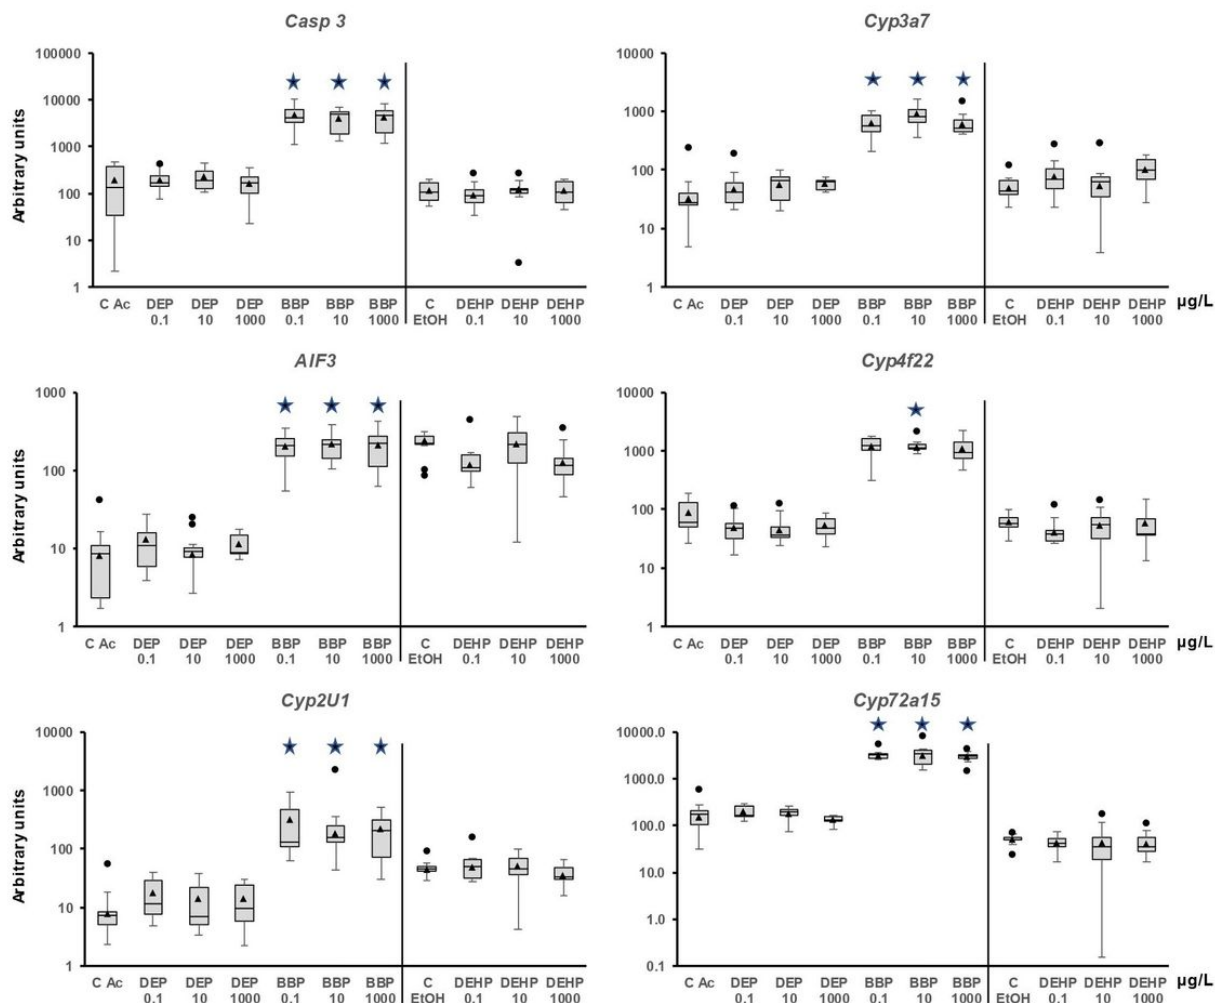 Casp 3
Cyp3a7
Arbitrary units
100000
10000
1000
100
10
1
10000
1000
100
10
1
C Ac DEP DEP DEP BBP BBP BBP C DEHP DEHP DEHP
0.1 10 1000 0.1 10 1000 EtOH 0.1 10 1000
C Ac DEP DEP DEP BBP BBP BBP C DEHP DEHP DEHP µg/L
0.1 10 1000 0.1 10 1000 EtOH 0.1 10 1000
AIF3
Cyp4f22
Arbitrary units
1000
100
10
1
10000
1000
100
10
1
C Ac DEP DEP DEP BBP BBP BBP C DEHP DEHP DEHP
0.1 10 1000 0.1 10 1000 EtOH 0.1 10 1000
C Ac DEP DEP DEP BBP BBP BBP C DEHP DEHP DEHP µg/L
0.1 10 1000 0.1 10 1000 EtOH 0.1 10 1000
Cyp2U1
Cyp72a15
Arbitrary units
10000
1000
100
10
1
10000.0
1000.0
100.0
10.0
1.0
0.1
C Ac DEP DEP DEP BBP BBP BBP C DEHP DEHP DEHP
0.1 10 1000 0.1 10 1000 EtOH 0.1 10 1000
C Ac DEP DEP DEP BBP BBP BBP C DEHP DEHP DEHP µg/L
0.1 10 1000 0.1 10 1000 EtOH 0.1 10 1000